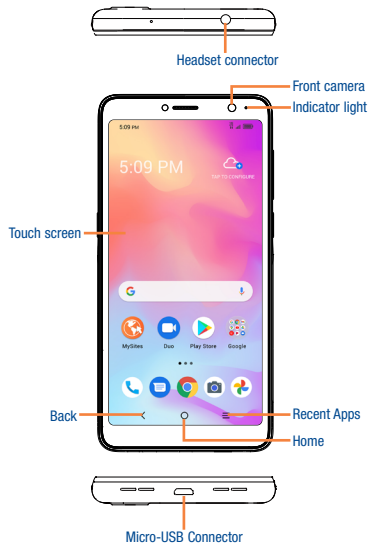 Headset connector
Front camera
Indicator light
5:09 PM
5:09 PM
TAP TO CONFIGURE
Touch screen
G
MySites Duo Play Store Google
Back
Recent Apps
Home
Micro-USB Connector